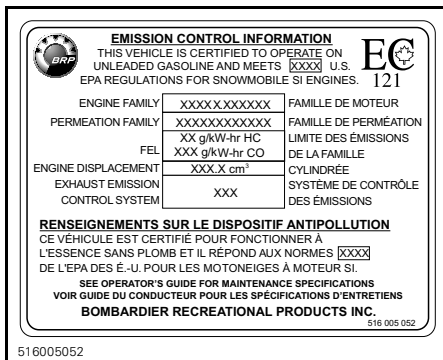 EMISSION CONTROL INFORMATION
THIS VEHICLE IS CERTIFIED TO OPERATE ON
UNLEADED GASOLINE AND MEETS XXXX U.S.
EPA REGULATIONS FOR SNOWMOBILE SI ENGINES.
BRP
EC
121
ENGINE FAMILY XXXXX.XXXXXX FAMILLE DE MOTEUR
PERMEATION FAMILY XXXXXXXXXXXX FAMILLE DE PERMÉATION
FEL XX g/kW-hr HC LIMITE DES ÉMISSIONS
XXX g/kW-hr CO DE LA FAMILLE
ENGINE DISPLACEMENT XXX.X cm³ CYLINDRÉE
EXHAUST EMISSION XXX SYSTÈME DE CONTRÔLE
CONTROL SYSTEM DES ÉMISSIONS
RENSEIGNEMENTS SUR LE DISPOSITIF ANTIPOLLUTION
CE VÉHICULE EST CERTIFIÉ POUR FONCTIONNER À
L'ESSENCE SANS PLOMB ET IL RÉPOND AUX NORMES XXXX
DE L'EPA DES É.-U. POUR LES MOTONEIGES À MOTEUR SI.
SEE OPERATOR'S GUIDE FOR MAINTENANCE SPECIFICATIONS
VOIR GUIDE DU CONDUCTEUR POUR LES SPÉCIFICATIONS D'ENTRETIENS
BOMBARDIER RECREATIONAL PRODUCTS INC.
516 005 052
516005052